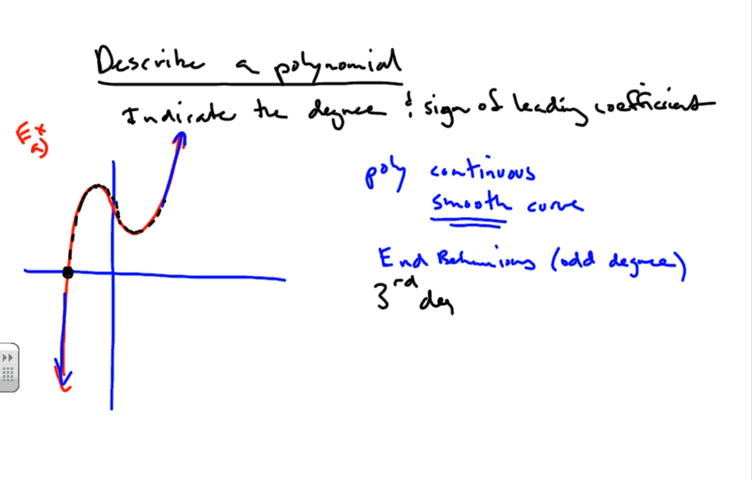 Describe a polynomial
Indicate the degree & sign of leading coefficient
Ex
a)
poly continuous
smooth curve
End Behaviors (odd degree)
3rd deg